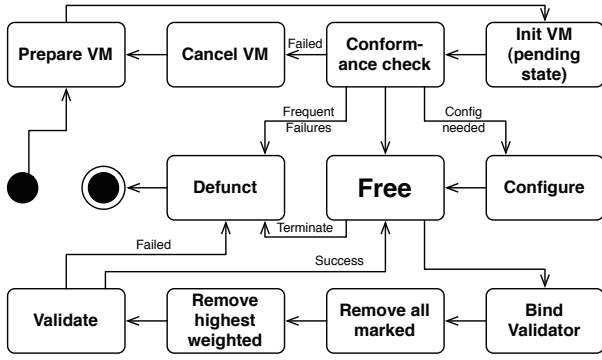 Prepare VM
Cancel VM
Failed
Conform-
ance check
Init VM
(pending
state)
Frequent
Failures
Config
needed
Defunct
Free
Configure
Terminate
Failed
Success
Validate
Remove
highest
weighted
Remove all
marked
Bind
Validator